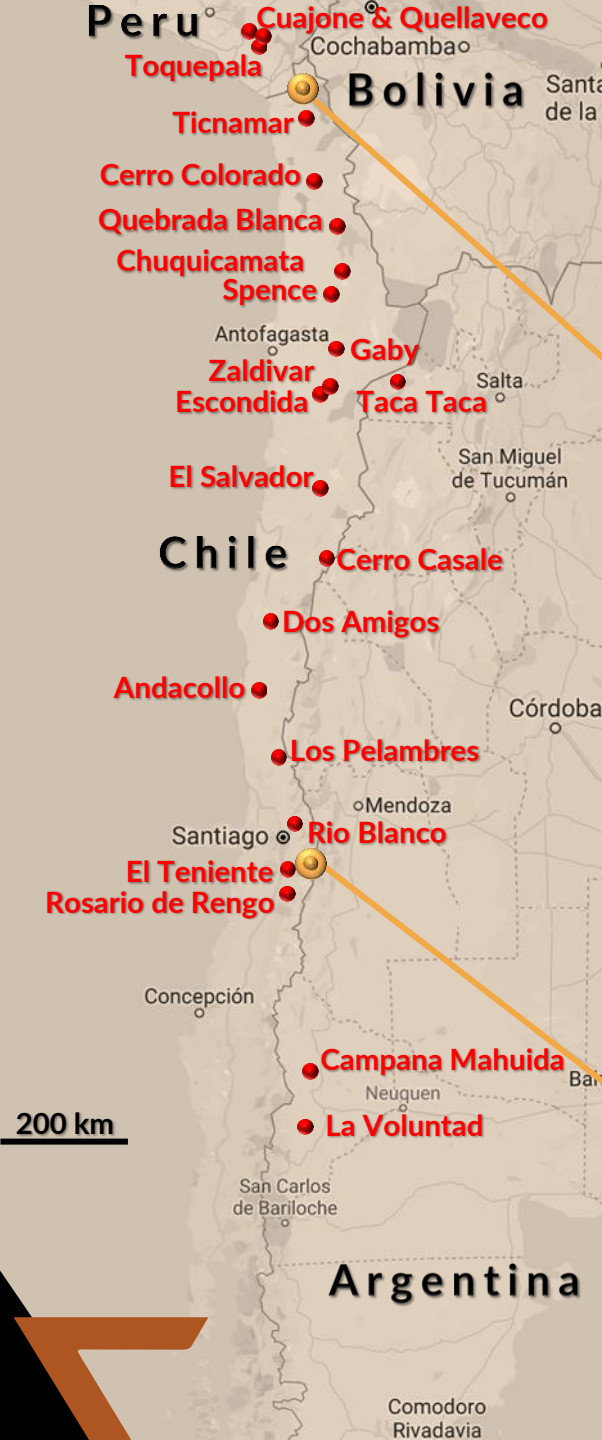 Peru
Cuajone & Quellaveco
Cochabamba
Toquepala
Bolivia
Santa
de la
Ticnamar
Cerro Colorado
Quebrada Blanca
Chuquicamata
Spence
Antofagasta
Gaby
Zaldivar
Salta
Escondida
Taca Taca
San Miguel
de Tucumán
El Salvador
Chile
Cerro Casale
Dos Amigos
Andacollo
Córdoba
Los Pelambres
Mendoza
Santiago
Rio Blanco
El Teniente
Rosario de Rengo
Concepción
Campana Mahuida
Neuquen
La Voluntad
200 km
San Carlos
de Bariloche
Argentina
Comodoro
Rivadavia